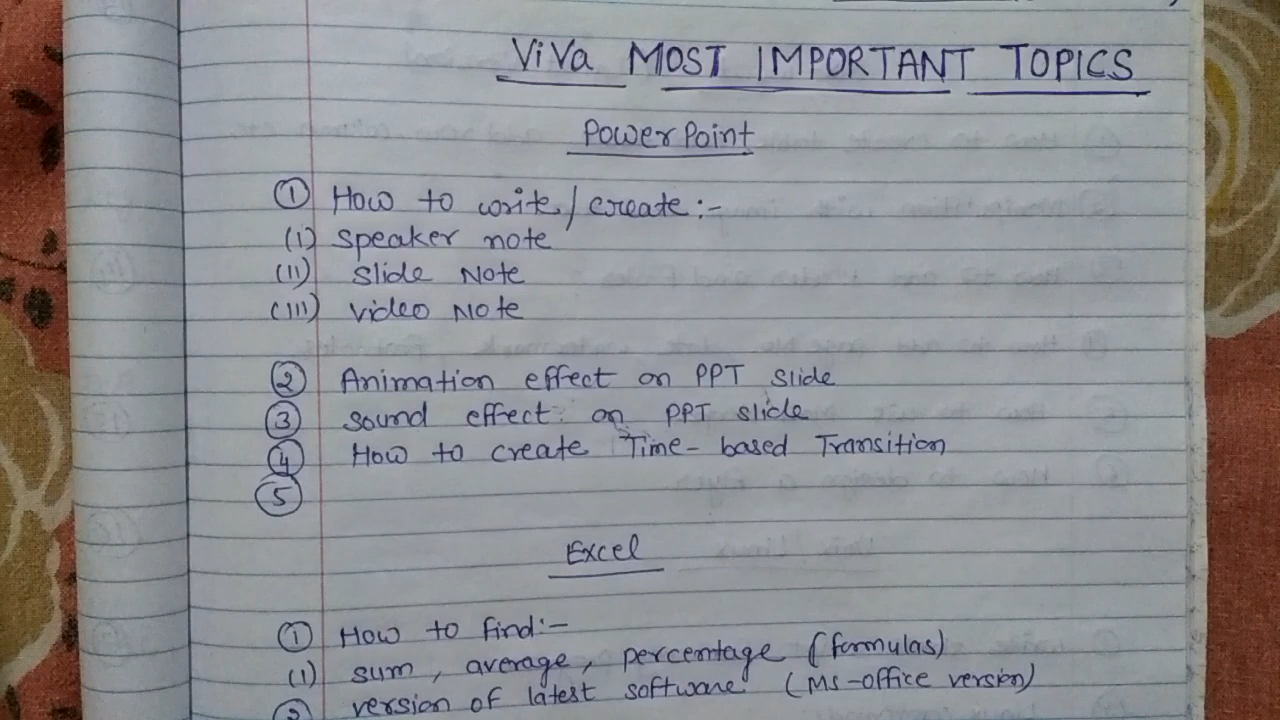 ViVa MOST IMPORTANT TOPICS
PowerPoint
① How to write/create:-
(I) speaker note
(II) slide Note
(III) video Note
② Animation effect on PPT slide
③ sound effect on PPT slide
④ How to create Time-based Transition
⑤
Excel
① How to find:-
(1) sum, average, percentage (formulas)
② version of latest software (MS-office version)